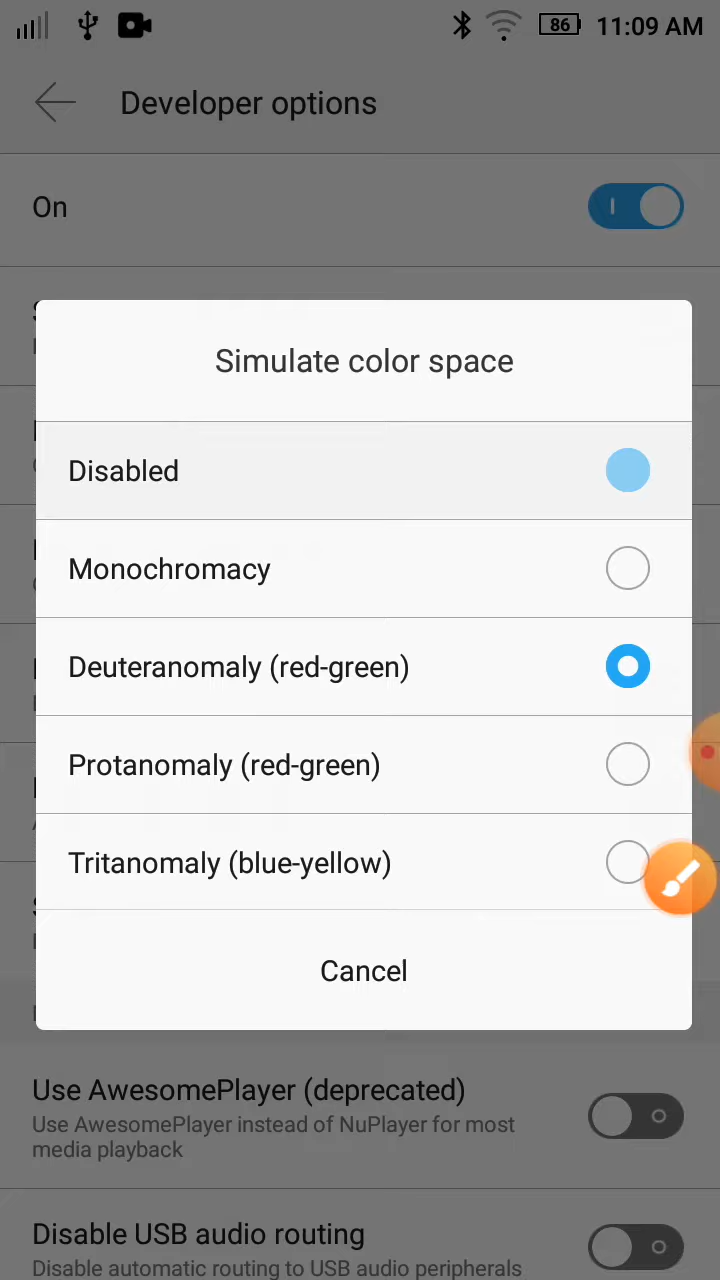 86 11:09 AM
Developer options
On
Simulate color space
Disabled
Monochromacy
Deuteranomaly (red-green)
Protanomaly (red-green)
Tritanomaly (blue-yellow)
Cancel
Use AwesomePlayer (deprecated)
Use AwesomePlayer instead of NuPlayer for most
media playback
Disable USB audio routing
Disable automatic routing to USB audio peripherals